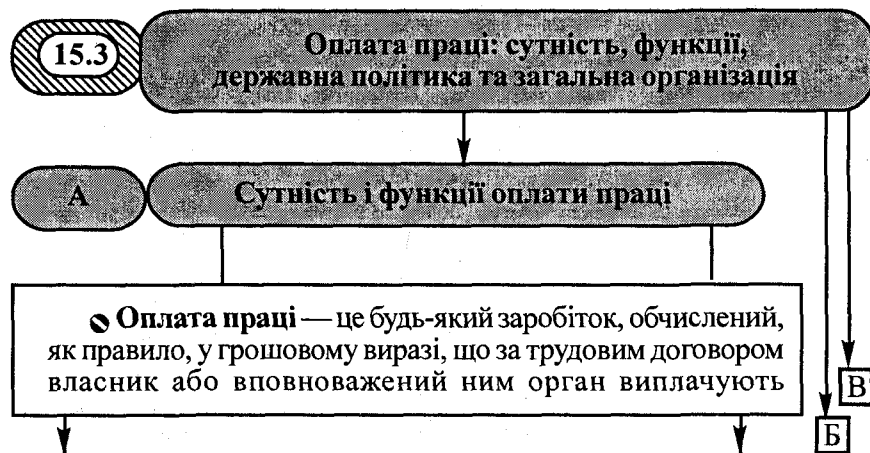 15.3
Оплата праці: сутність, функції,
державна політика та загальна організація
А
Сутність і функції оплати праці
Оплата праці — це будь-який заробіток, обчислений,
як правило, у грошовому виразі, що за трудовим договором
власник або вповноважений ним орган виплачують
В
Б